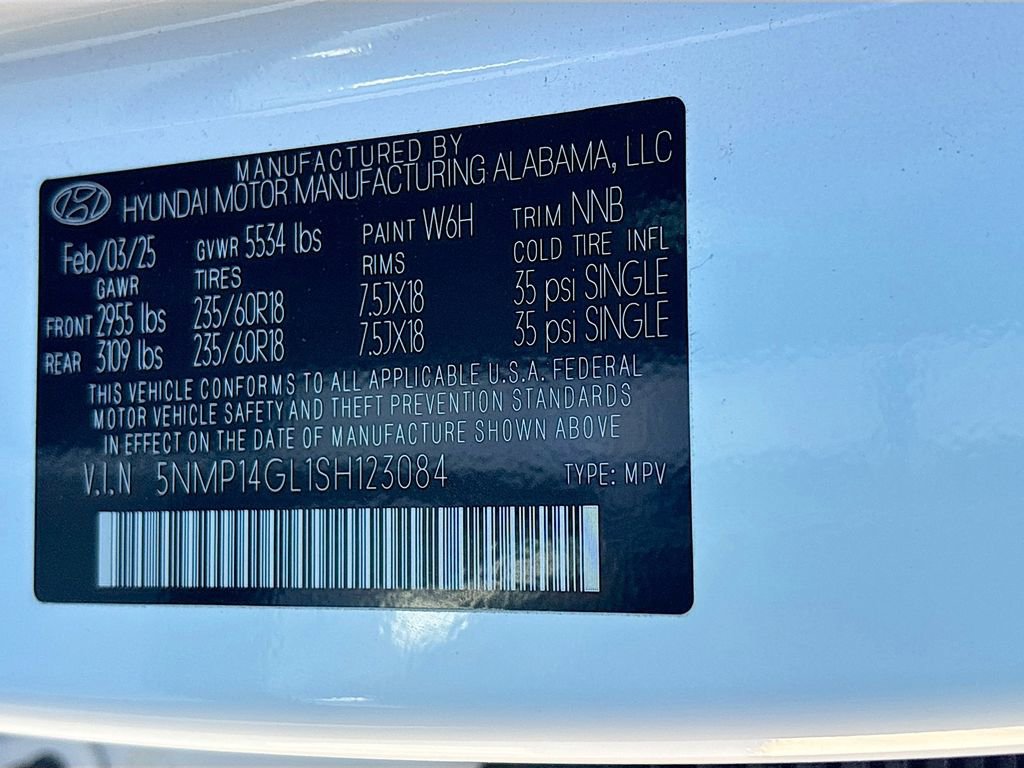 MANUFACTURED BY
HYUNDAI MOTOR MANUFACTURING ALABAMA, LLC
Feb/03/25 GVWR 5534 lbs PAINT W6H TRIM NNB
GAWR TIRES RIMS COLD TIRE INFL
FRONT 2955 lbs 235/60R18 7.5JX18 35 psi SINGLE
REAR 3109 lbs 235/60R18 7.5JX18 35 psi SINGLE
THIS VEHICLE CONFORMS TO ALL APPLICABLE U.S.A. FEDERAL
MOTOR VEHICLE SAFETY AND THEFT PREVENTION STANDARDS
IN EFFECT ON THE DATE OF MANUFACTURE SHOWN ABOVE
V.I.N 5NMP14GL1SH123084 TYPE: MPV